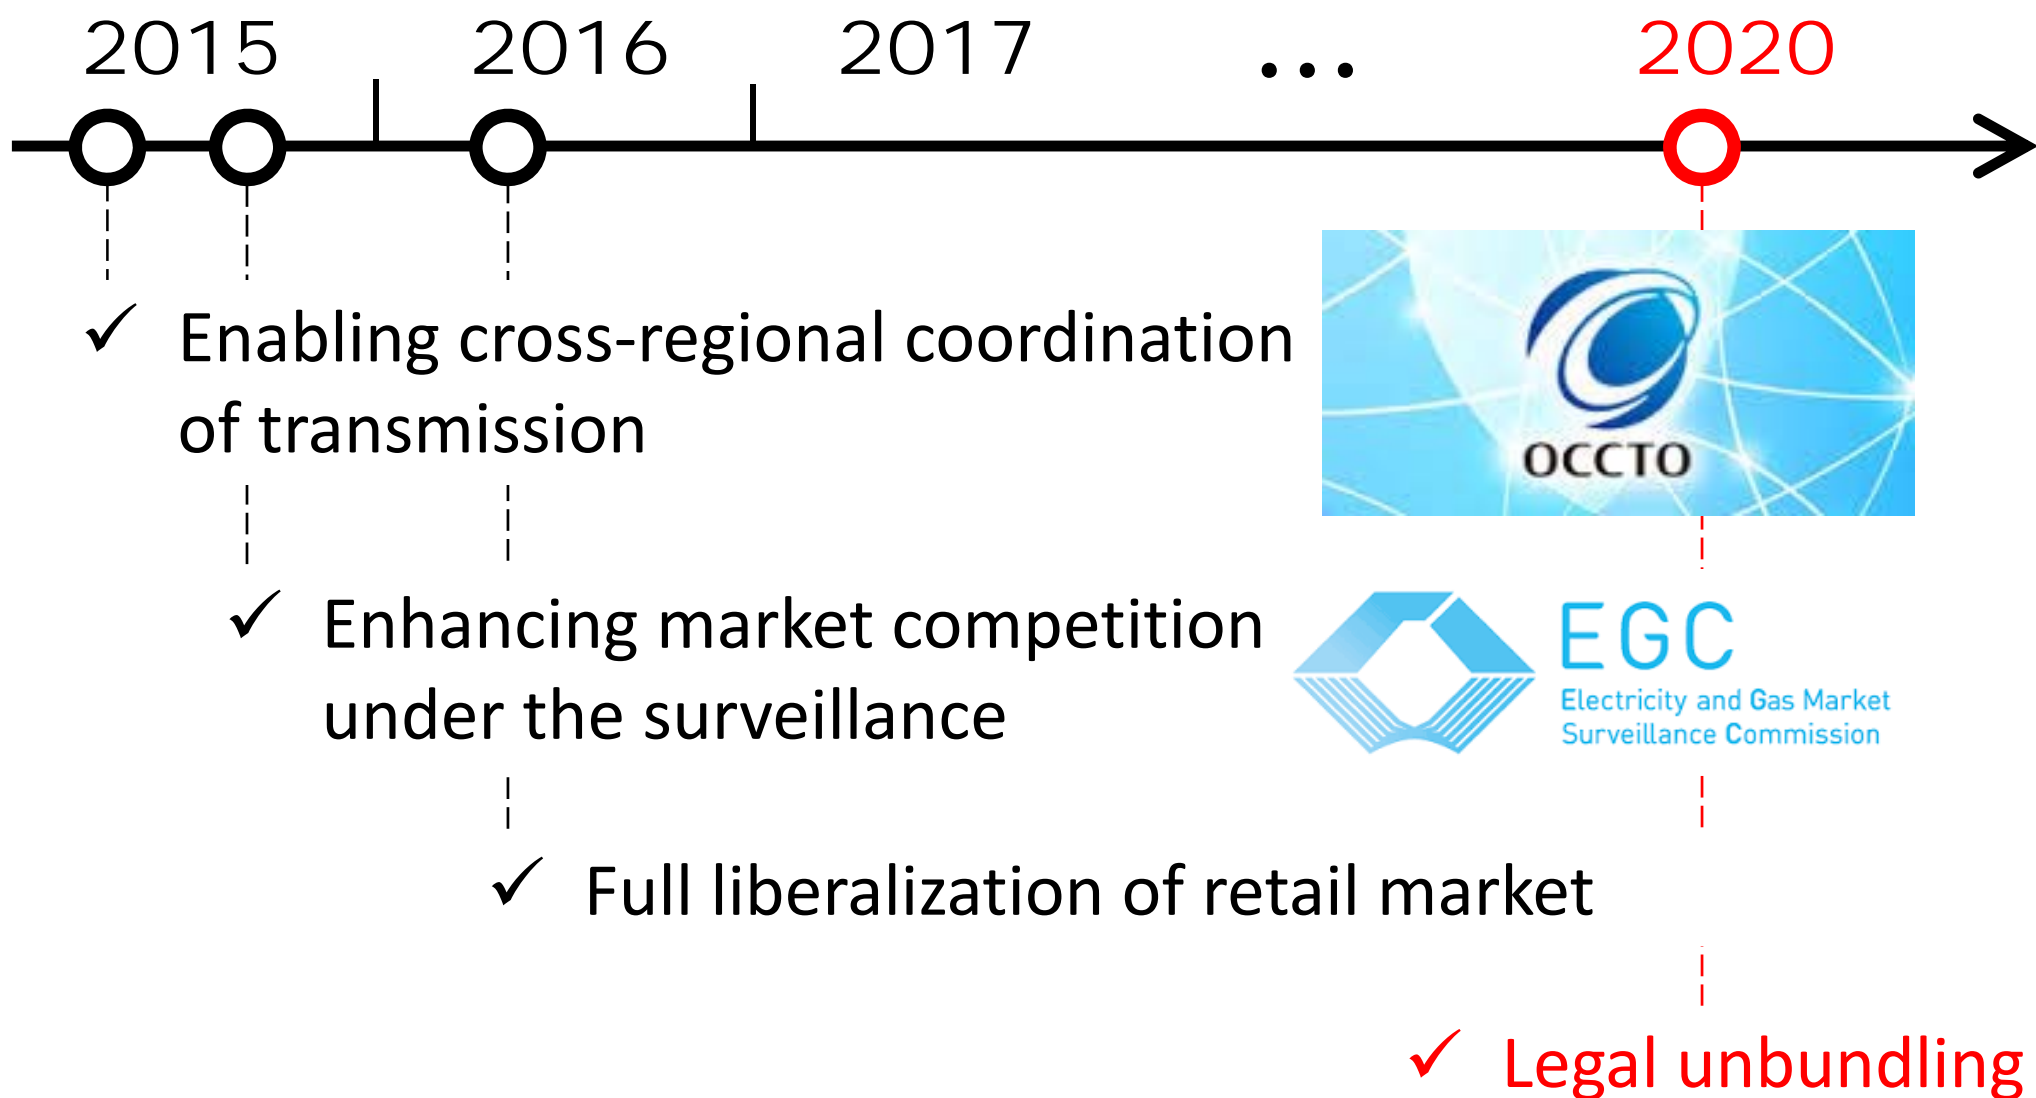 2015 2016 2017 ... 2020
✓ Enabling cross-regional coordination
of transmission
OCCTO
✓ Enhancing market competition
under the surveillance
EGC
Electricity and Gas Market
Surveillance Commission
✓ Full liberalization of retail market
✓ Legal unbundling